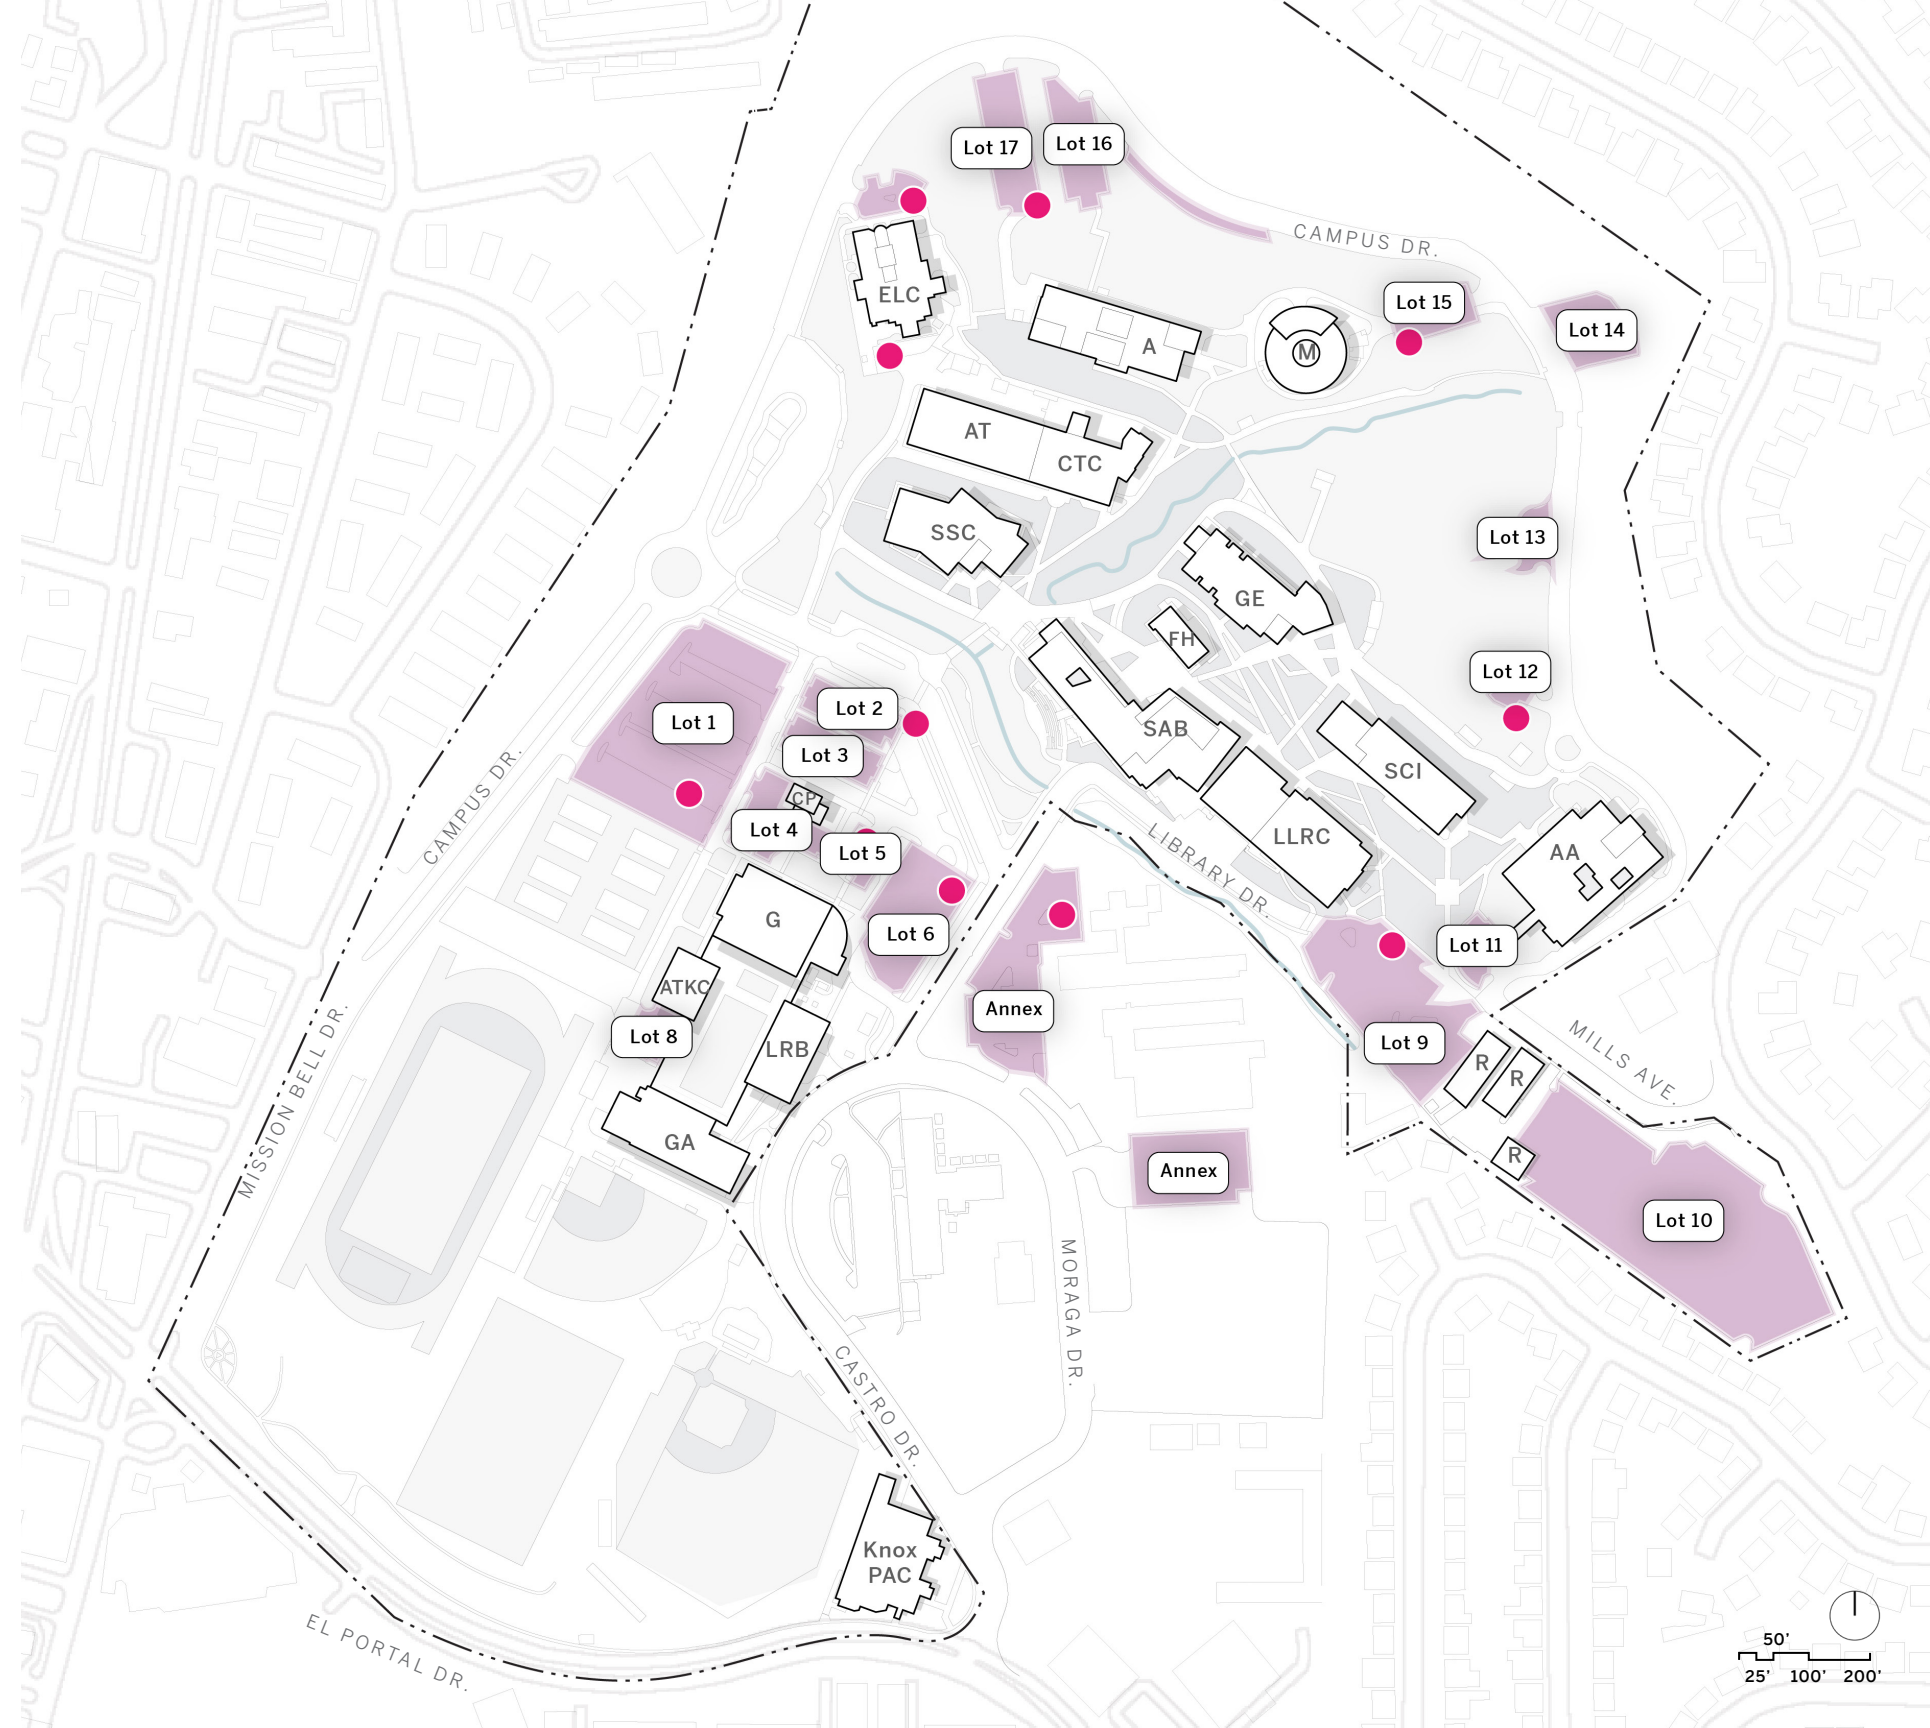 Lot 17
Lot 16
CAMPUS DR.
ELC
Lot 15
Lot 14
A
M
AT
CTC
SSC
Lot 13
GE
FH
Lot 12
Lot 1
Lot 2
SAB
Lot 3
SCI
CP
CAMPUS DR.
Lot 4
Lot 5
LIBRARY DR.
LLRC
AA
G
Lot 6
Lot 11
ATKC
Annex
Lot 8
LRB
Lot 9
MILLS AVE.
R
R
MISSION BELL DR.
GA
R
Annex
Lot 10
MORAGA DR.
CASTRO DR.
Knox
PAC
EL PORTAL DR.
50'
25' 100' 200'